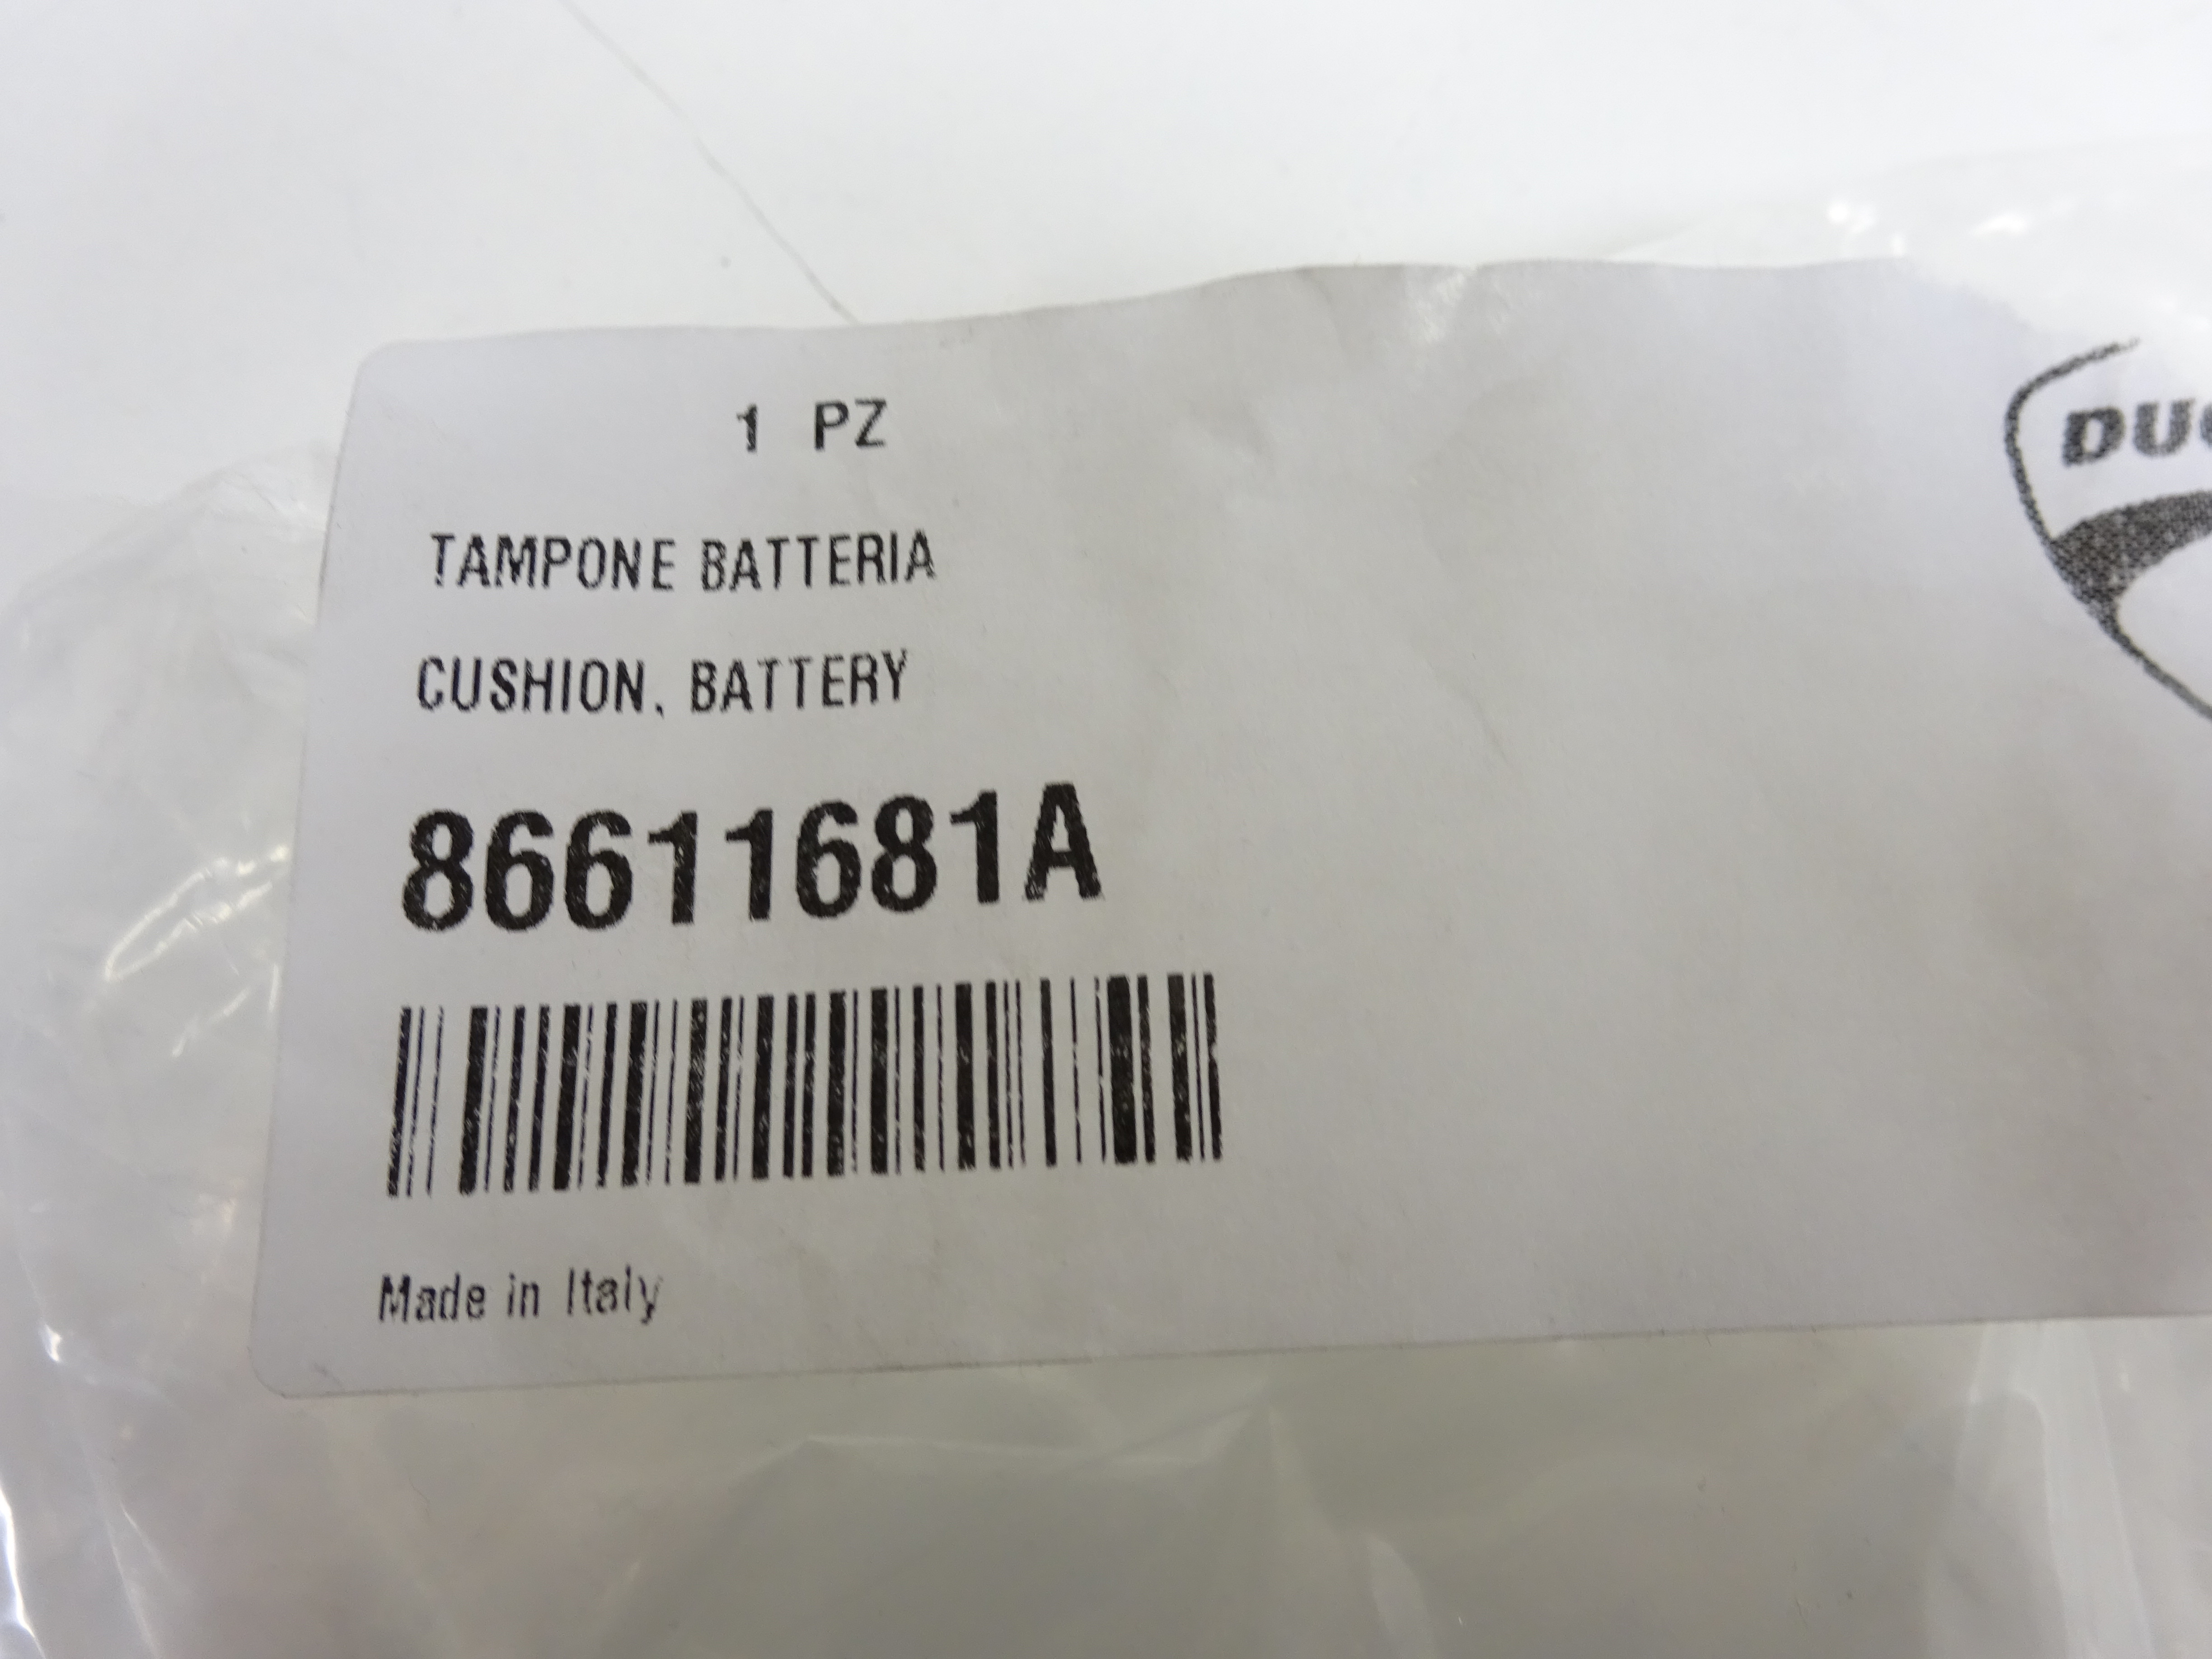 1 PZ
TAMPONE BATTERIA
CUSHION, BATTERY
86611681A
Made in Italy